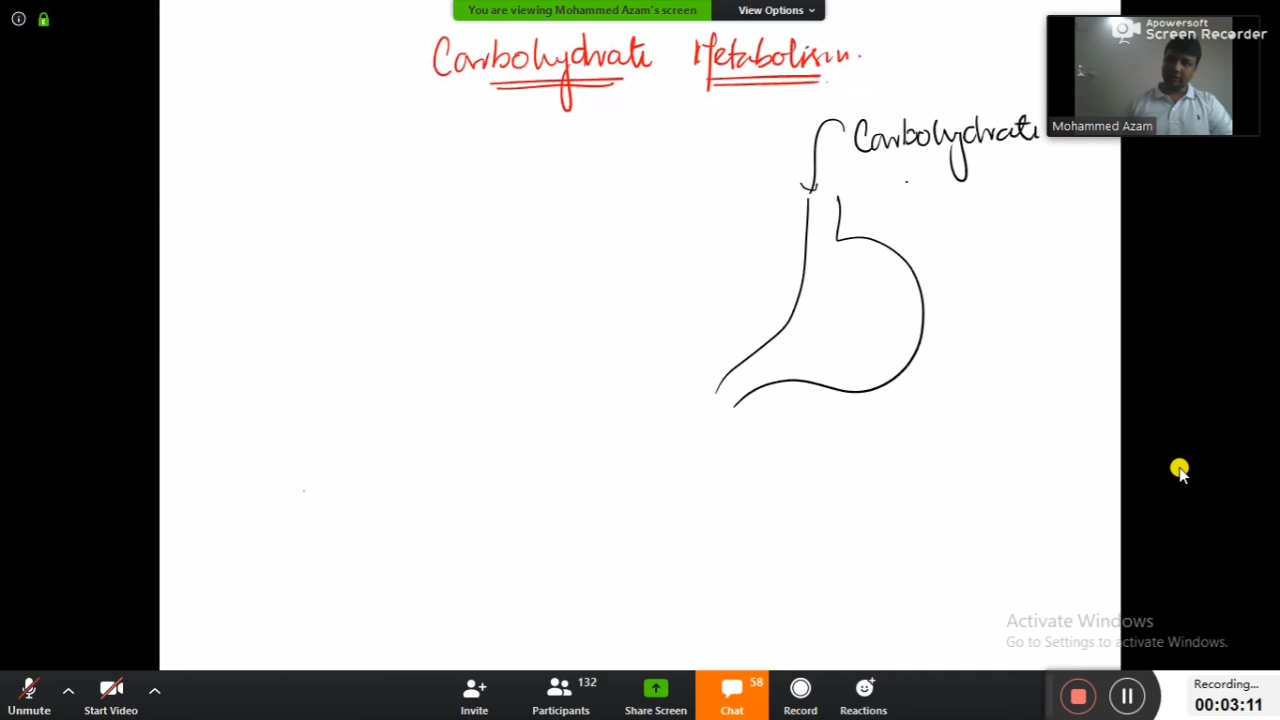 You are viewing Mohammed Azam's screen
View Options
Apowersoft
Screen Recorder
Mohammed Azam
Carbohydrate Metabolism.
Carbohydrate
Activate Windows
Go to Settings to activate Windows.
Unmute
Start Video
Invite
132
Participants
Share Screen
58
Chat
Record
Reactions
Recording...
00:03:11